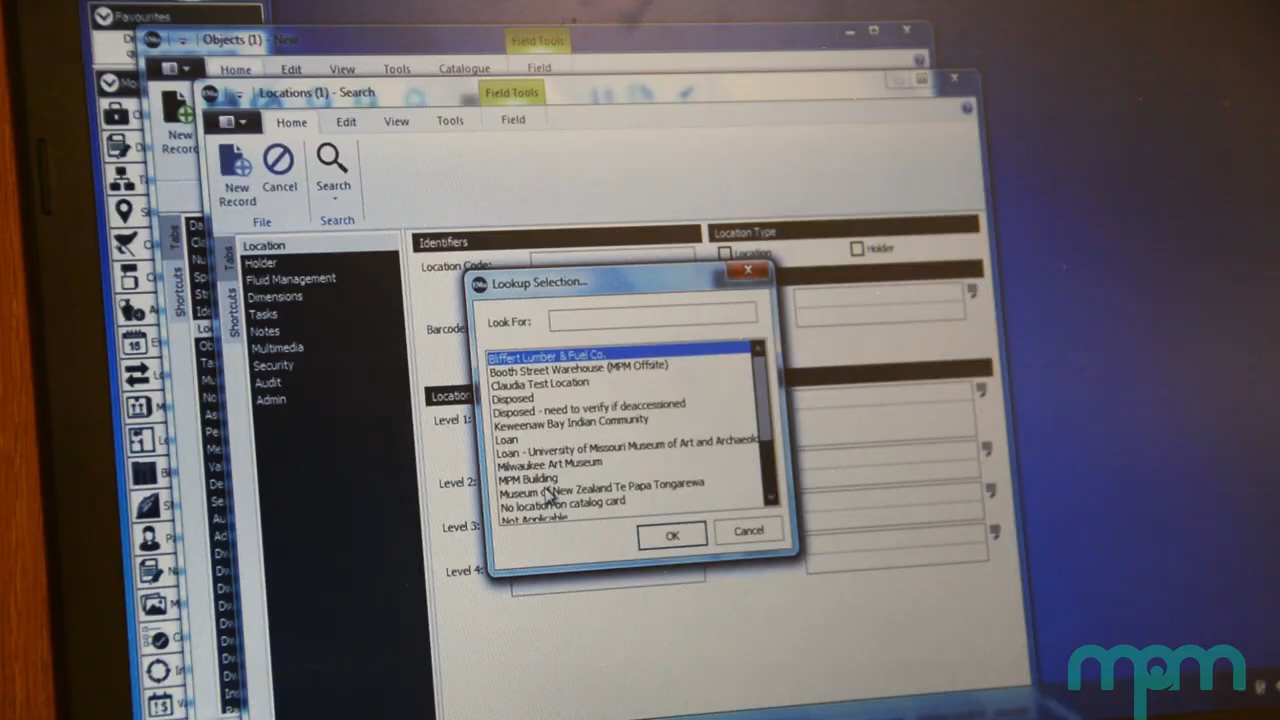 Favourites
Objects (1) - New
Field Tools
Home Edit View Tools Catalogue Field
Locations (1) - Search
Field Tools
Home Edit View Tools Field
New Record
New Record
Cancel
Search
File
Search
Tabs
Shortcuts
Tabs
Shortcuts
Location
Holder
Fluid Management
Dimensions
Tasks
Notes
Multimedia
Security
Audit
Admin
Identifiers
Location Code:
Barcode
Location Type
Location
Holder
Location
Level 1:
Level 2:
Level 3:
Level 4:
Lookup Selection...
Look For:
Bliffert Lumber & Fuel Co.
Booth Street Warehouse (MPM Offsite)
Claudia Test Location
Disposed
Disposed - need to verify if deaccessioned
Keweenaw Bay Indian Community
Loan
Loan - University of Missouri Museum of Art and Archaeolo
Milwaukee Art Museum
MPM Building
Museum of New Zealand Te Papa Tongarewa
No location on catalog card
Not Applicable
OK
Cancel
mpm